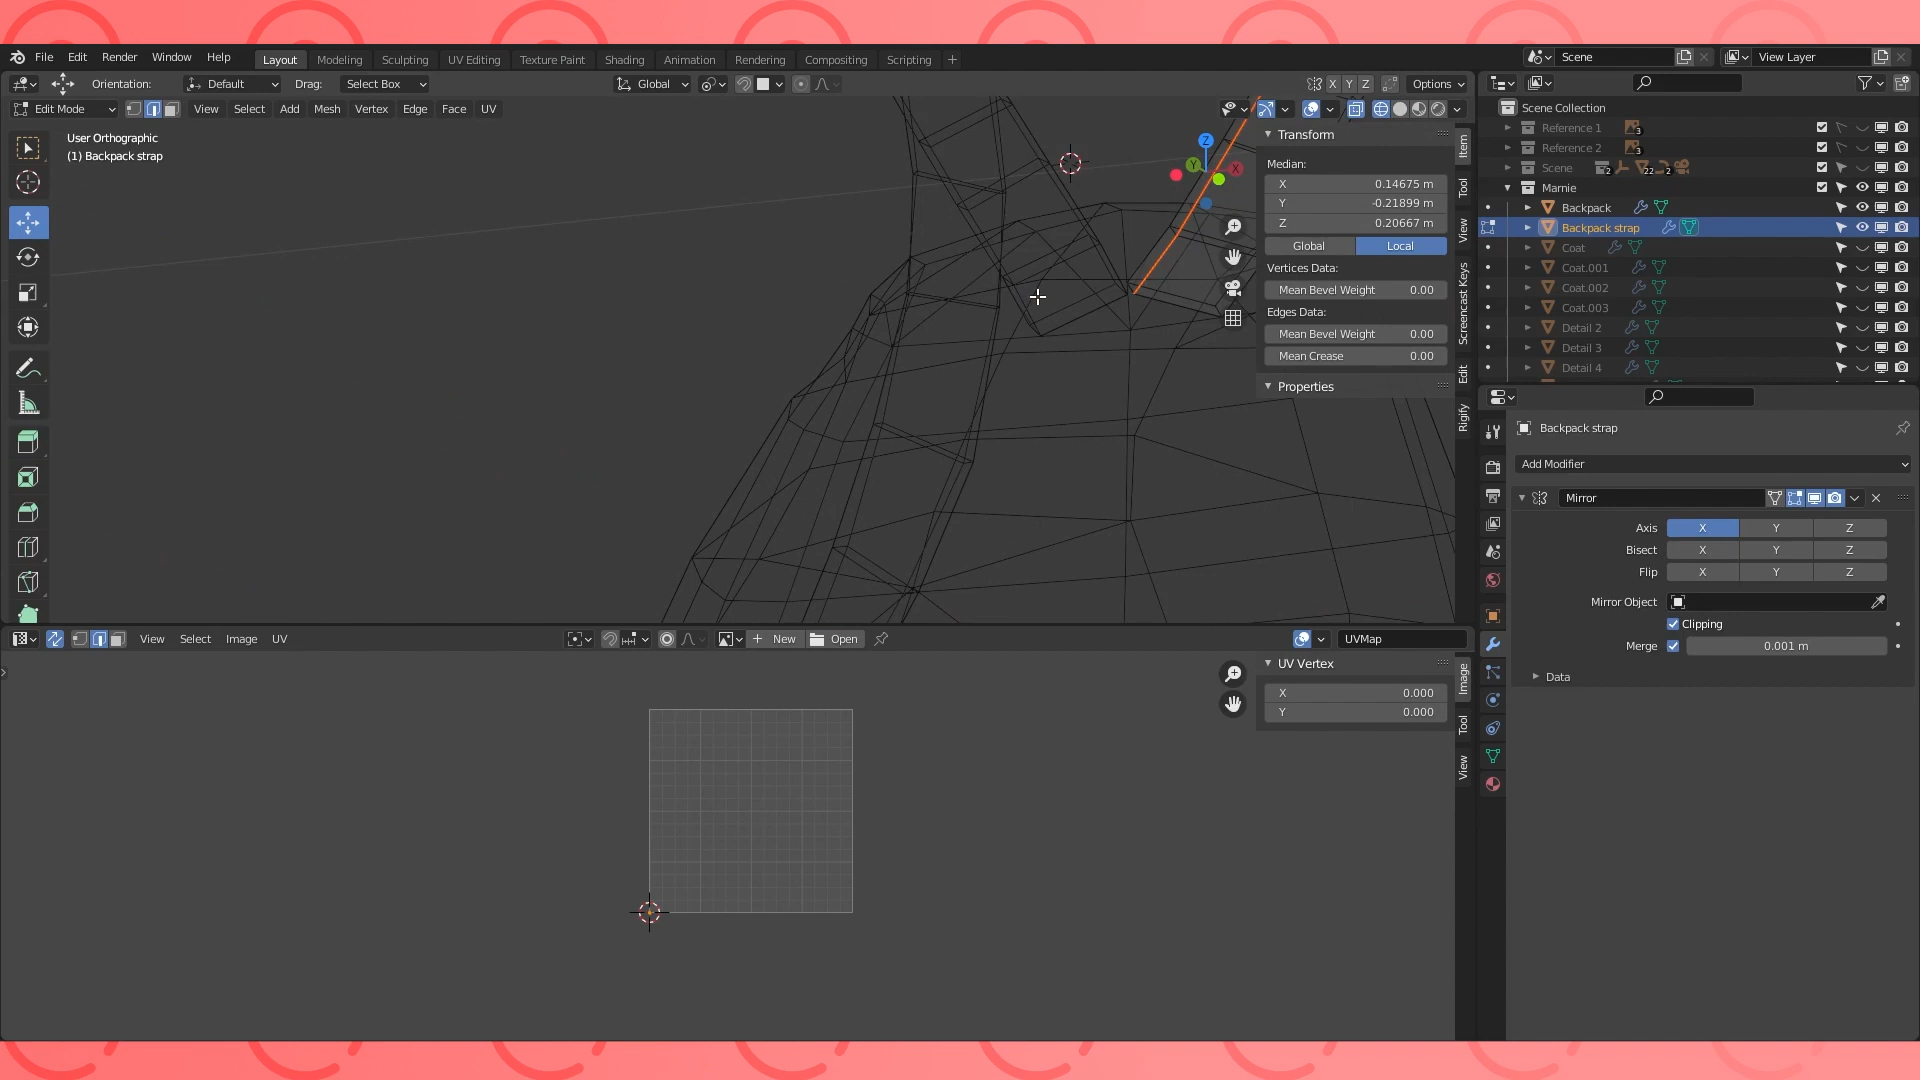 File Edit Render Window Help Layout Modeling Sculpting UV Editing Texture Paint Shading Animation Rendering Compositing Scripting + Scene View Layer
Orientation: Default Drag: Select Box Global X Y Z Options
Edit Mode View Select Add Mesh Vertex Edge Face UV
User Orthographic
(1) Backpack strap
Z
Y
X
Transform
Median:
X 0.14675 m
Y -0.21899 m
Z 0.20667 m
Global Local
Vertices Data:
Mean Bevel Weight 0.00
Edges Data:
Mean Bevel Weight 0.00
Mean Crease 0.00
Properties
Item
Tool
View
Screencast Keys
Edit
Rigify
Scene Collection
Reference 1 3
Reference 2 3
Scene 2 22 2
Marnie
Backpack
Backpack strap
Coat
Coat.001
Coat.002
Coat.003
Detail 2
Detail 3
Detail 4
Backpack strap
Add Modifier
Mirror
Axis X Y Z
Bisect X Y Z
Flip X Y Z
Mirror Object
Clipping
Merge 0.001 m
Data
View Select Image UV New Open UVMap
UV Vertex
X 0.000
Y 0.000
Image
Tool
View